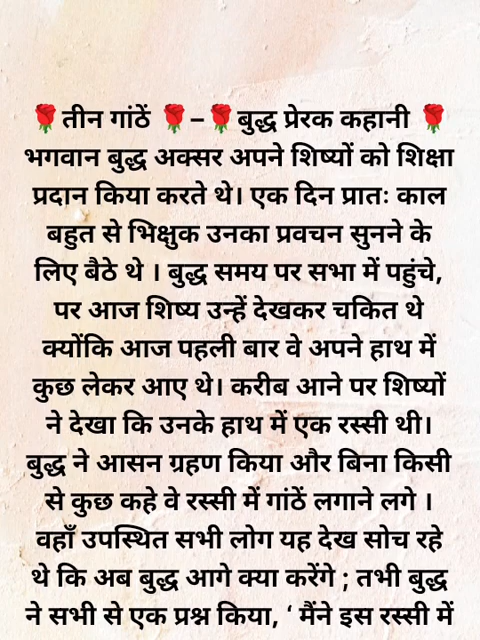 🌹तीन गांठें 🌹–🌹बुद्ध प्रेरक कहानी 🌹
भगवान बुद्ध अक्सर अपने शिष्यों को शिक्षा
प्रदान किया करते थे। एक दिन प्रातः काल
बहुत से भिक्षुक उनका प्रवचन सुनने के
लिए बैठे थे । बुद्ध समय पर सभा में पहुंचे,
पर आज शिष्य उन्हें देखकर चकित थे
क्योंकि आज पहली बार वे अपने हाथ में
कुछ लेकर आए थे। करीब आने पर शिष्यों
ने देखा कि उनके हाथ में एक रस्सी थी।
बुद्ध ने आसन ग्रहण किया और बिना किसी
से कुछ कहे वे रस्सी में गांठें लगाने लगे ।
वहाँ उपस्थित सभी लोग यह देख सोच रहे
थे कि अब बुद्ध आगे क्या करेंगे ; तभी बुद्ध
ने सभी से एक प्रश्न किया, ‘ मैंने इस रस्सी में